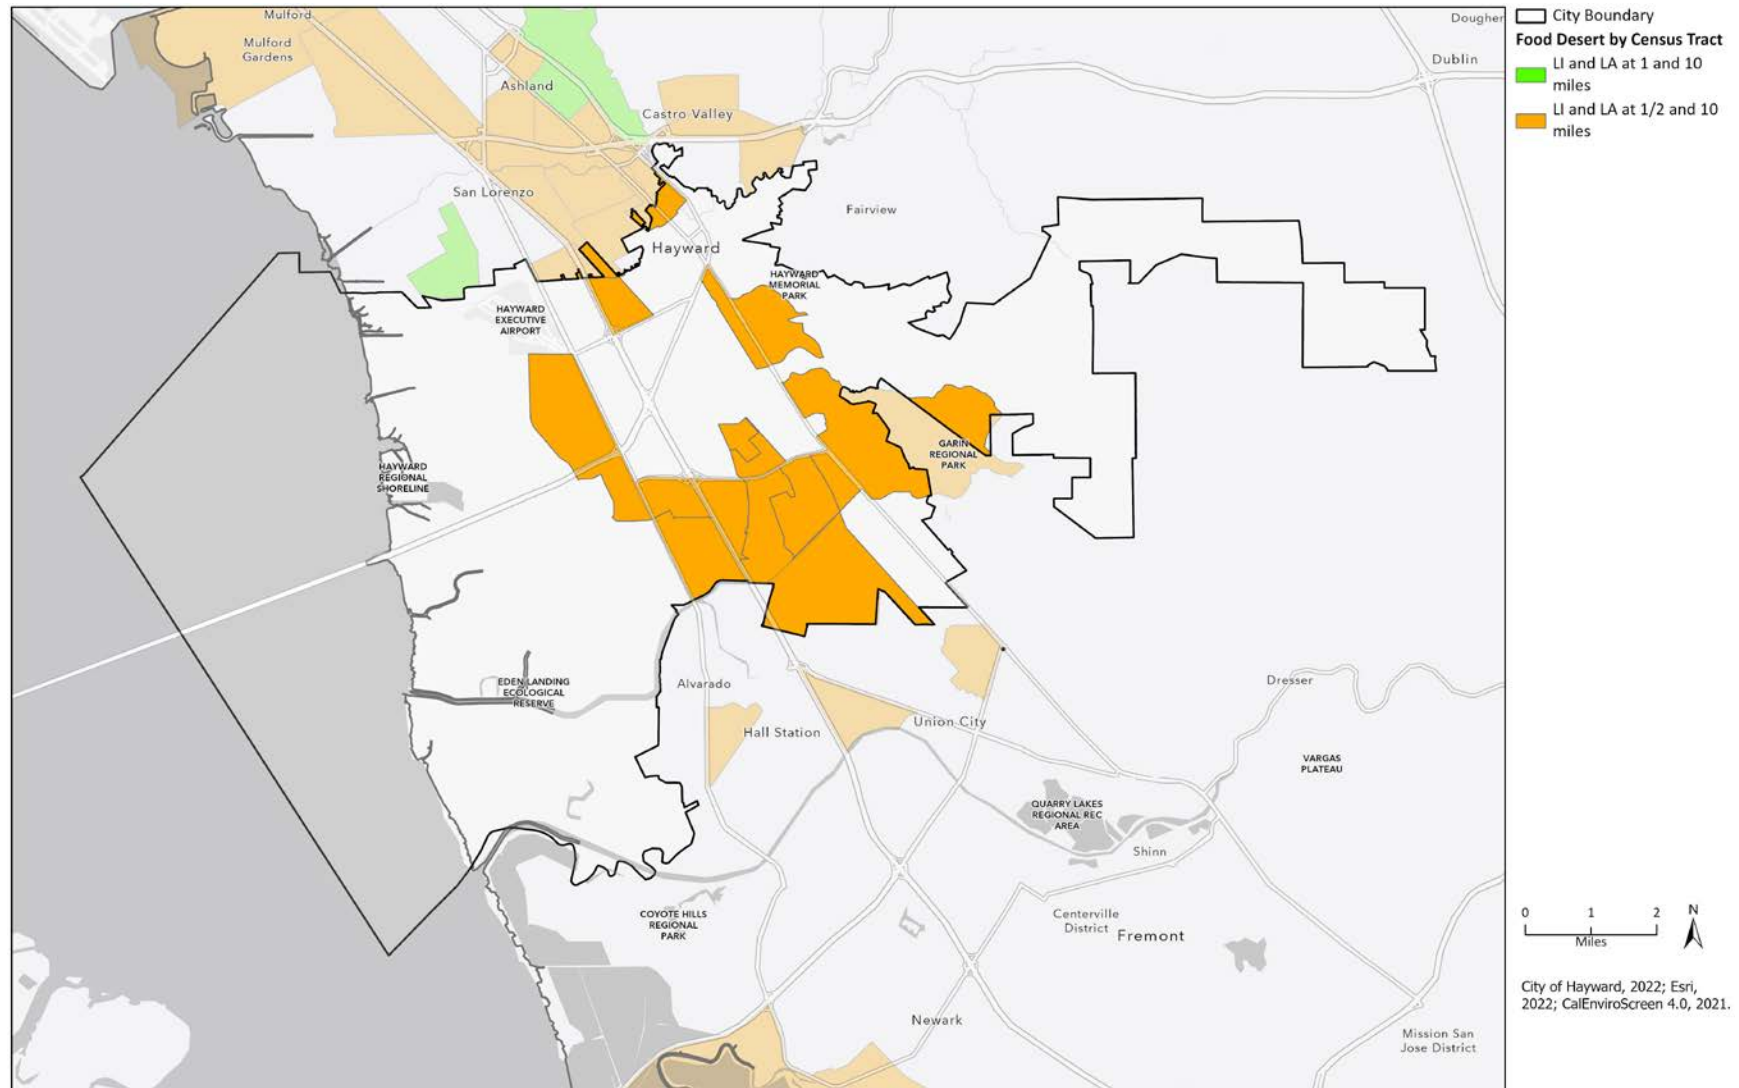 Mulford
Mulford
Gardens
Ashland
Castro Valley
San Lorenzo
Fairview
Hayward
HAYWARD
MEMORIAL
PARK
HAYWARD
EXECUTIVE
AIRPORT
HAYWARD
REGIONAL
SHORELINE
GARIN
REGIONAL
PARK
EDEN LANDING
ECOLOGICAL
RESERVE
Alvarado
Hall Station
Union City
Dresser
VARGAS
PLATEAU
QUARRY LAKES
REGIONAL REC
AREA
Shinn
COYOTE HILLS
REGIONAL
PARK
Centerville
District
Fremont
Newark
Mission San
Jose District
Dougher
Dublin
City Boundary
Food Desert by Census Tract
LI and LA at 1 and 10
miles
LI and LA at 1/2 and 10
miles
0 1 2
Miles
N
City of Hayward, 2022; Esri,
2022; CalEnviroScreen 4.0, 2021.